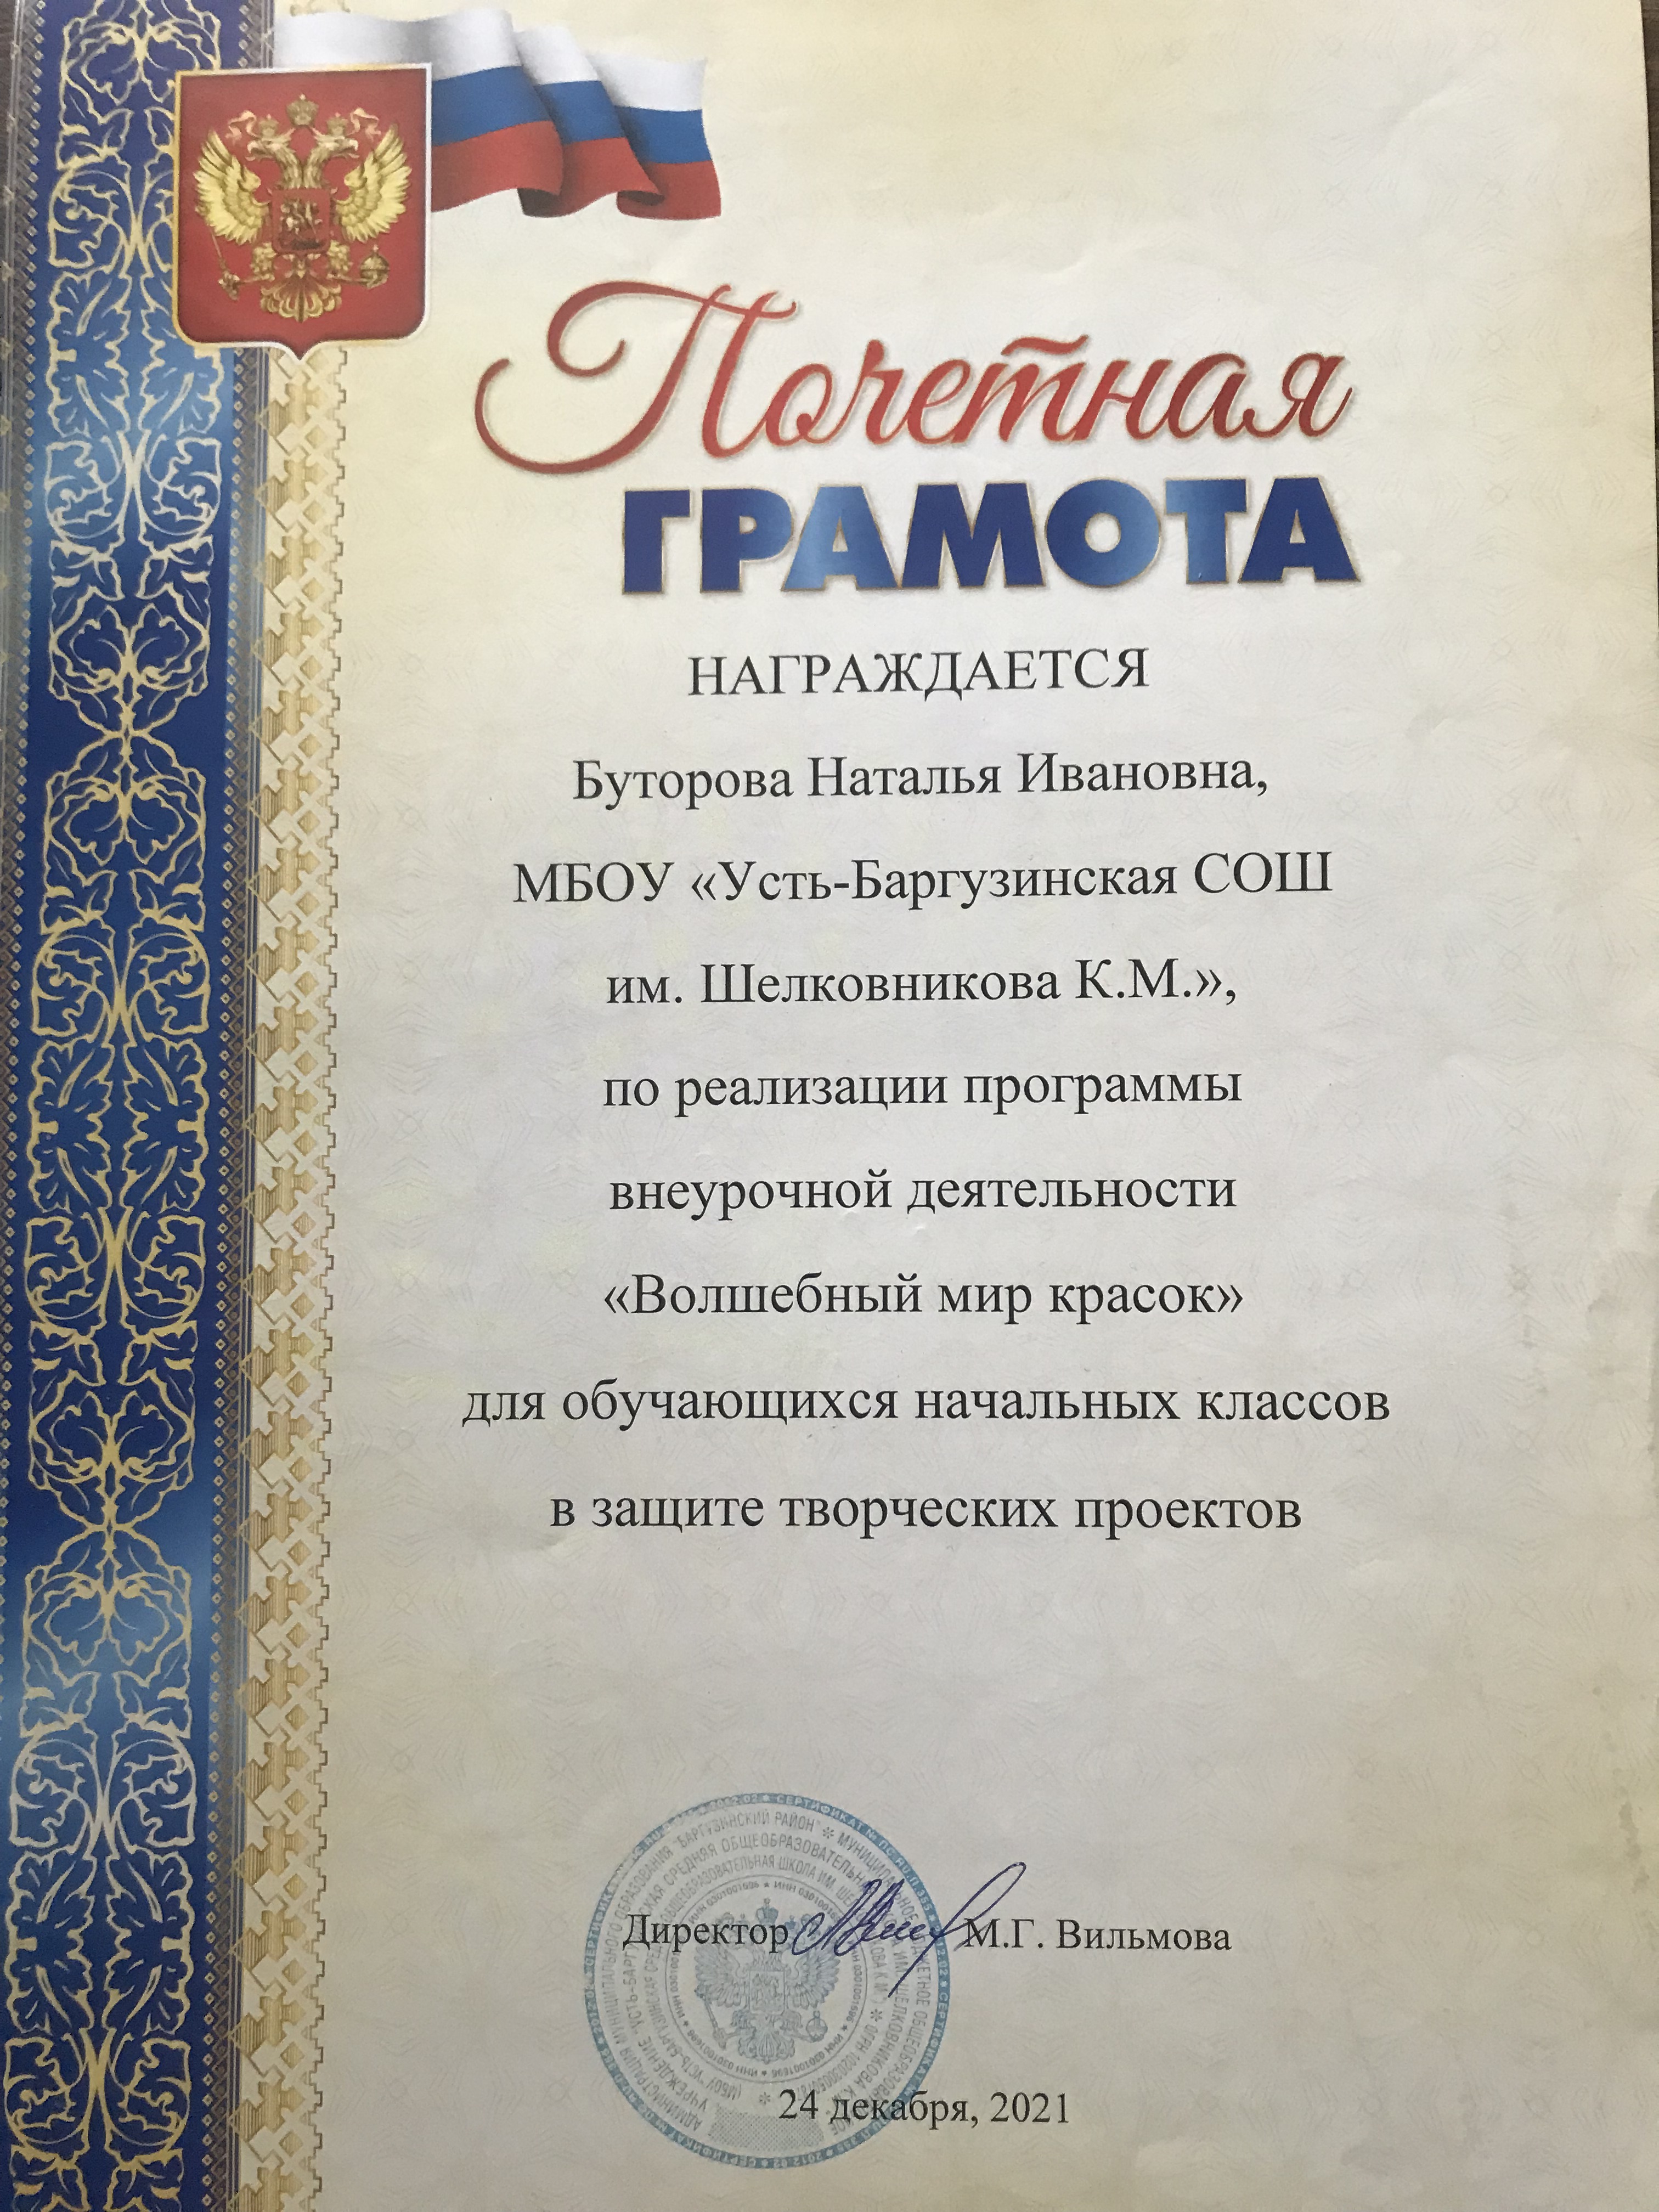 Почетная
ГРАМОТА
НАГРАЖДАЕТСЯ
Буторова Наталья Ивановна,
МБОУ «Усть-Баргузинская СОШ
им. Шелковникова К.М.»,
по реализации программы
внеурочной деятельности
«Волшебный мир красок»
для обучающихся начальных классов
в защите творческих проектов
Директор М.Г. Вильмова
24 декабря, 2021